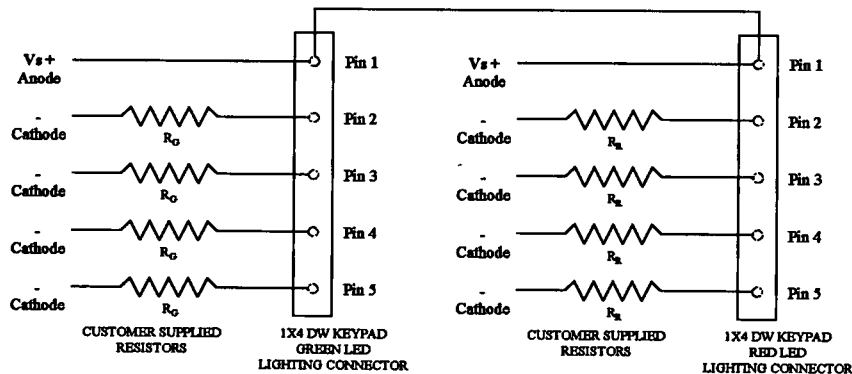 Vs +
Anode
Pin 1
-
Cathode
RG
Pin 2
-
Cathode
RG
Pin 3
-
Cathode
RG
Pin 4
-
Cathode
RG
Pin 5
CUSTOMER SUPPLIED
RESISTORS
1X4 DW KEYPAD
GREEN LED
LIGHTING CONNECTOR
Vs +
Anode
Pin 1
-
Cathode
RR
Pin 2
-
Cathode
RR
Pin 3
-
Cathode
RR
Pin 4
-
Cathode
RR
Pin 5
CUSTOMER SUPPLIED
RESISTORS
1X4 DW KEYPAD
RED LED
LIGHTING CONNECTOR